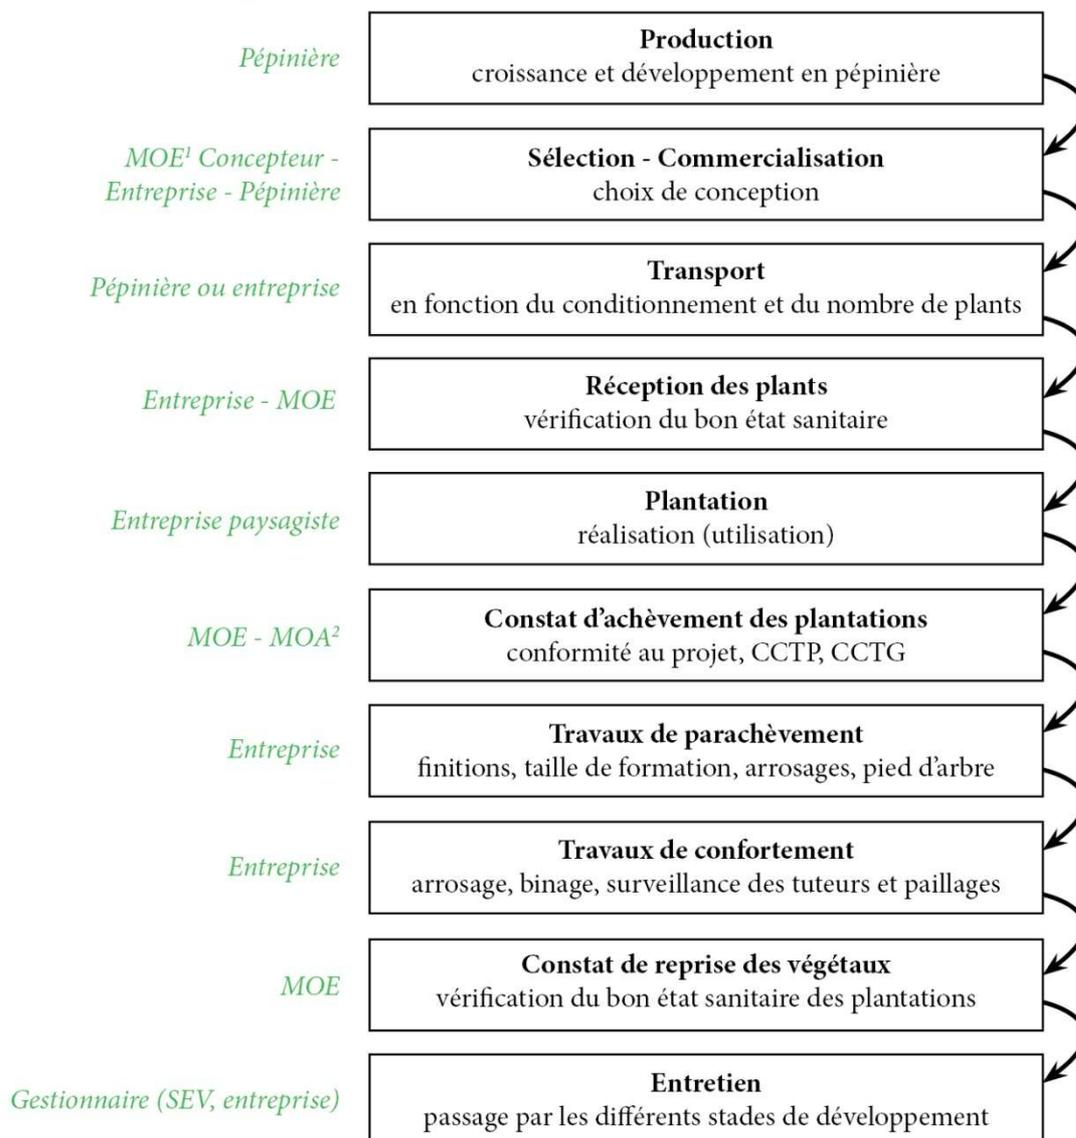 Pépinière
Production
croissance et développement en pépinière
MOE¹ Concepteur -
Entreprise - Pépinière
Sélection - Commercialisation
choix de conception
Pépinière ou entreprise
Transport
en fonction du conditionnement et du nombre de plants
Entreprise - MOE
Réception des plants
vérification du bon état sanitaire
Entreprise paysagiste
Plantation
réalisation (utilisation)
MOE - MOA²
Constat d’achèvement des plantations
conformité au projet, CCTP, CCTG
Entreprise
Travaux de parachèvement
finitions, taille de formation, arrosages, pied d’arbre
Entreprise
Travaux de confortement
arrosage, binage, surveillance des tuteurs et paillages
MOE
Constat de reprise des végétaux
vérification du bon état sanitaire des plantations
Gestionnaire (SEV, entreprise)
Entretien
passage par les différents stades de développement